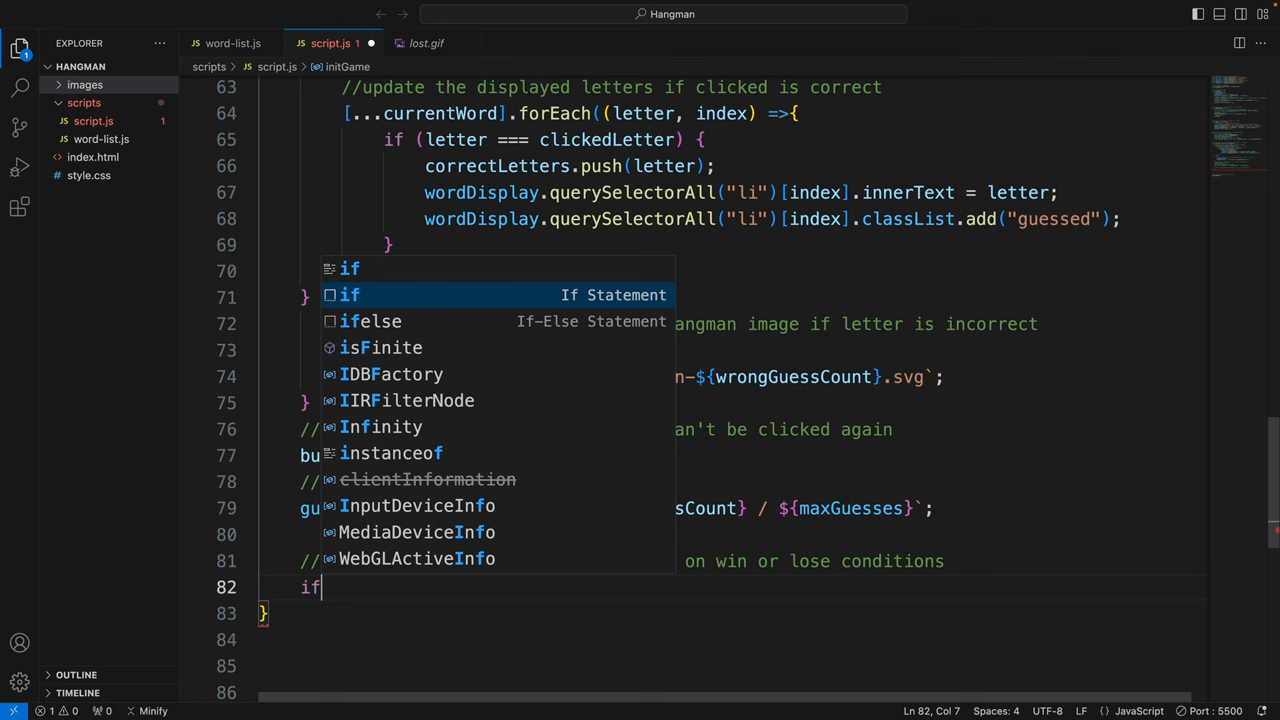 Hangman
EXPLORER
HANGMAN
images
scripts
script.js 1
word-list.js
index.html
style.css
OUTLINE
TIMELINE
word-list.js
script.js 1
lost.gif
scripts > script.js > initGame
63 //update the displayed letters if clicked is correct
64 [...currentWord].forEach((letter, index) =>{
65 if (letter === clickedLetter) {
66 correctLetters.push(letter);
67 wordDisplay.querySelectorAll("li")[index].innerText = letter;
68 wordDisplay.querySelectorAll("li")[index].classList.add("guessed");
69 }
70
71 }
72 angman image if letter is incorrect
73
74 n-${wrongGuessCount}.svg`;
75 }
76 // an't be clicked again
77 bu
78 //
79 gu sCount} / ${maxGuesses}`;
80
81 // on win or lose conditions
82 if
83 }
84
85
86
if
if If Statement
ifelse If-Else Statement
isFinite
IDBFactory
IIRFilterNode
Infinity
instanceof
clientInformation
InputDeviceInfo
MediaDeviceInfo
WebGLActiveInfo
1 0 0 Minify
Ln 82, Col 7 Spaces: 4 UTF-8 LF {} JavaScript Port : 5500